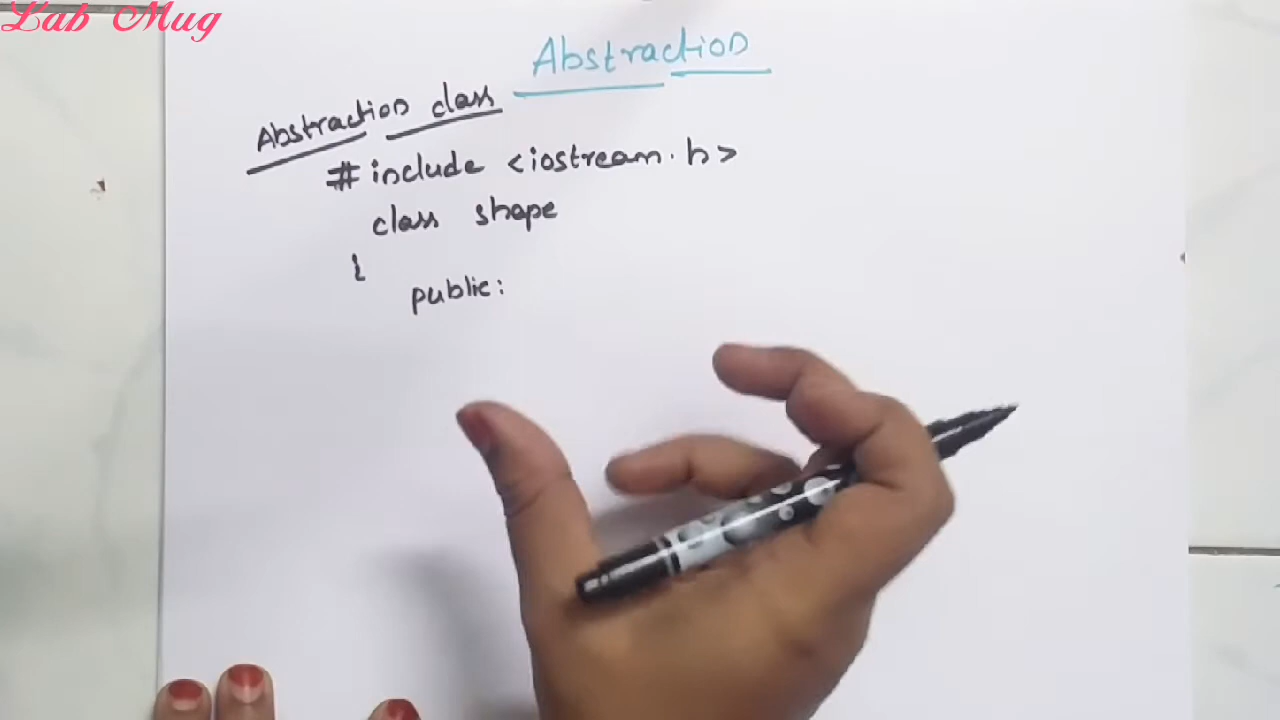 Lab Mug
Abstraction
Abstraction class
# include <iostream.h>
class shape
{
public: